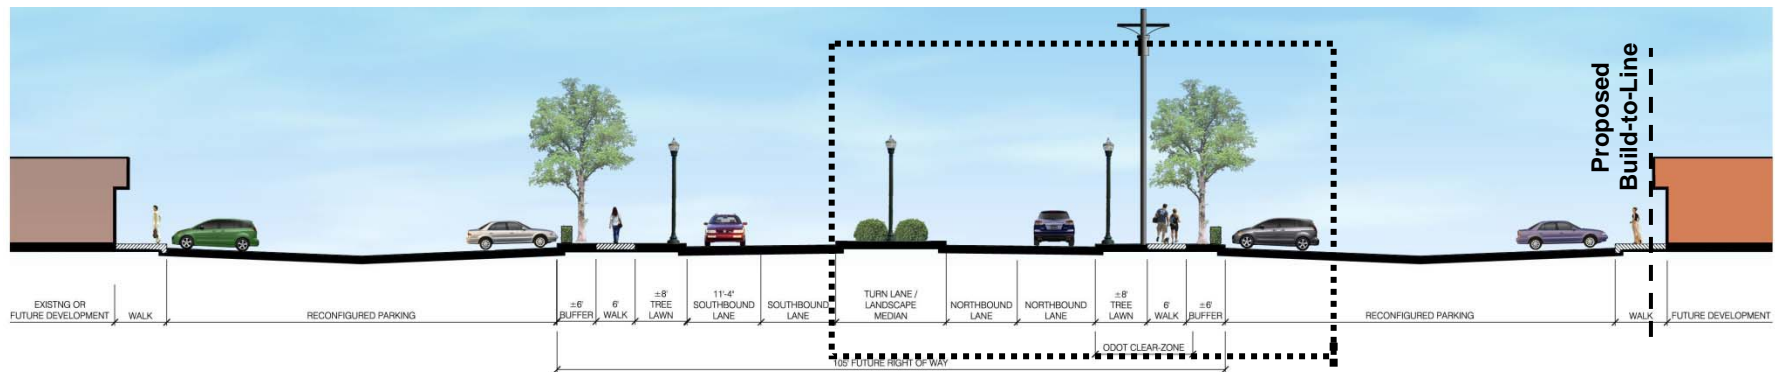 Proposed
Build-to-Line
EXISTNG OR
FUTURE DEVELOPMENT
WALK
RECONFIGURED PARKING
±6'
BUFFER
6'
WALK
±8'
TREE
LAWN
11'-4"
SOUTHBOUND
LANE
SOUTHBOUND
LANE
TURN LANE /
LANDSCAPE
MEDIAN
NORTHBOUND
LANE
NORTHBOUND
LANE
±8'
TREE
LAWN
6'
WALK
±6'
BUFFER
RECONFIGURED PARKING
WALK
FUTURE DEVELOPMENT
ODOT CLEAR-ZONE
105' FUTURE RIGHT OF WAY